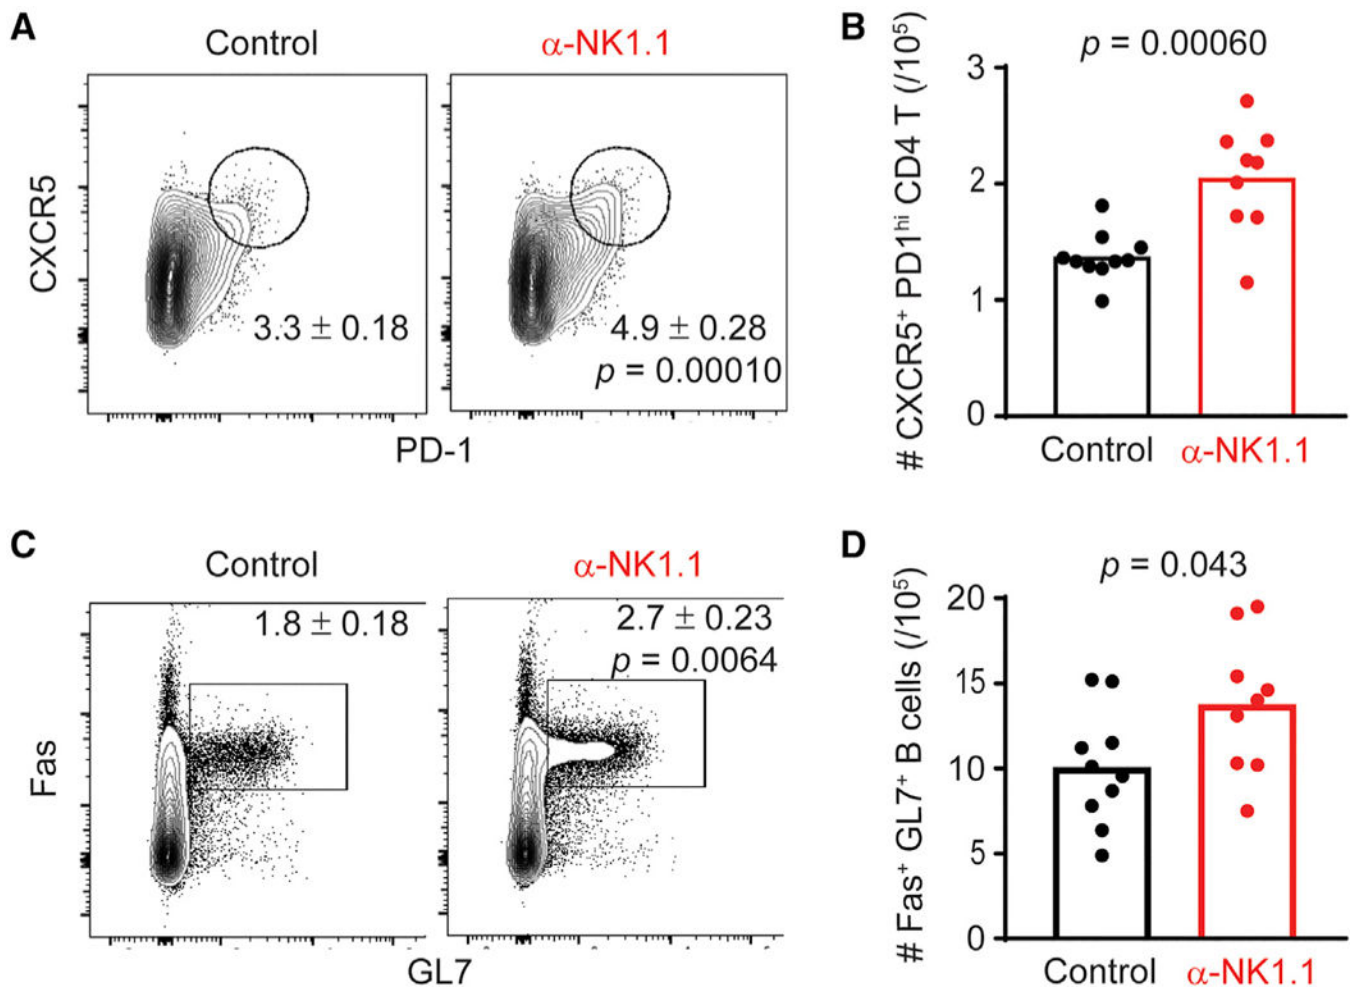 A
Control
α-NK1.1
CXCR5
3.3 ± 0.18
4.9 ± 0.28
p = 0.00010
PD-1
B
p = 0.00060
# CXCR5⁺ PD1ʰⁱ CD4 T (/10⁵)
3
2
1
0
Control
α-NK1.1
C
Control
α-NK1.1
Fas
1.8 ± 0.18
2.7 ± 0.23
p = 0.0064
GL7
D
p = 0.043
# Fas⁺ GL7⁺ B cells (/10⁵)
20
15
10
5
0
Control
α-NK1.1